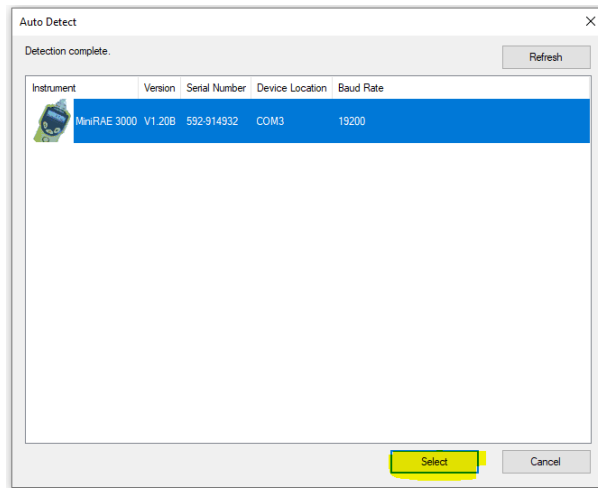 Auto Detect
Detection complete.
Refresh
Instrument Version Serial Number Device Location Baud Rate
MiniRAE 3000 V1.20B 592-914932 COM3 19200
Select Cancel